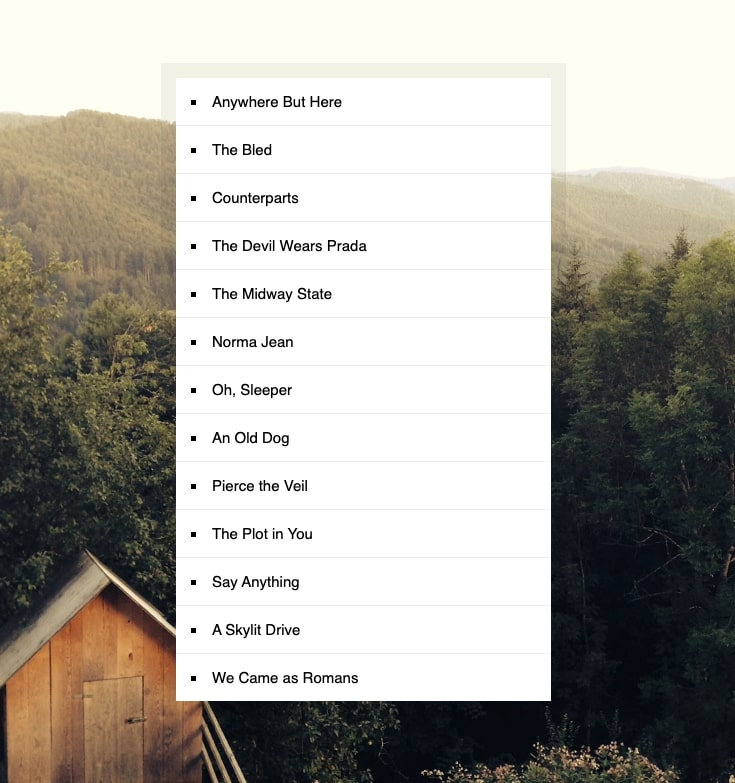 Anywhere But Here
The Bled
Counterparts
The Devil Wears Prada
The Midway State
Norma Jean
Oh, Sleeper
An Old Dog
Pierce the Veil
The Plot in You
Say Anything
A Skylit Drive
We Came as Romans